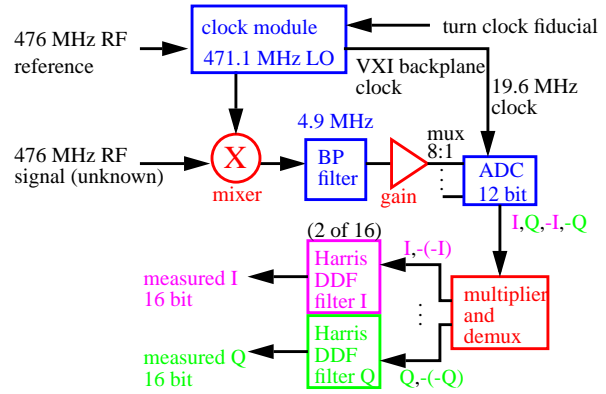 476 MHz RF
reference
clock module
471.1 MHz LO
turn clock fiducial
VXI backplane
clock
19.6 MHz
clock
476 MHz RF
signal (unknown)
X
mixer
4.9 MHz
BP
filter
gain
mux
8:1
ADC
12 bit
I,Q,-I,-Q
(2 of 16)
measured I
16 bit
Harris
DDF
filter I
I,-(-I)
multiplier
and
demux
measured Q
16 bit
Harris
DDF
filter Q
Q,-(-Q)